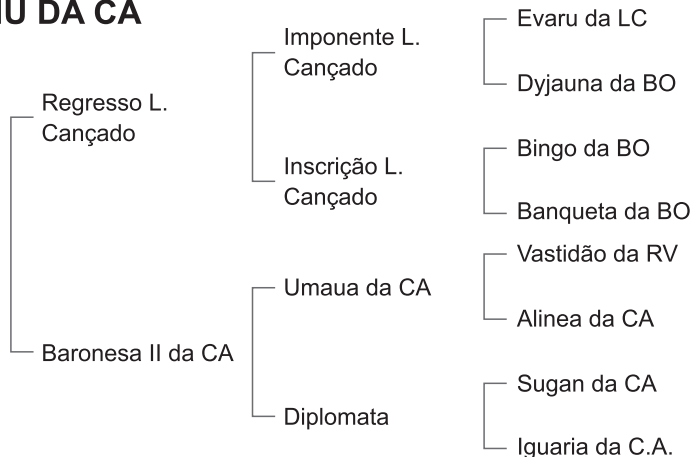 DA CA
Imponente L.
Cançado
Evaru da LC
Dyjauna da BO
Regresso L.
Cançado
Inscrição L.
Cançado
Bingo da BO
Banqueta da BO
Umaua da CA
Vastidão da RV
Alinea da CA
Baronesa II da CA
Diplomata
Sugan da CA
Iguaria da C.A.